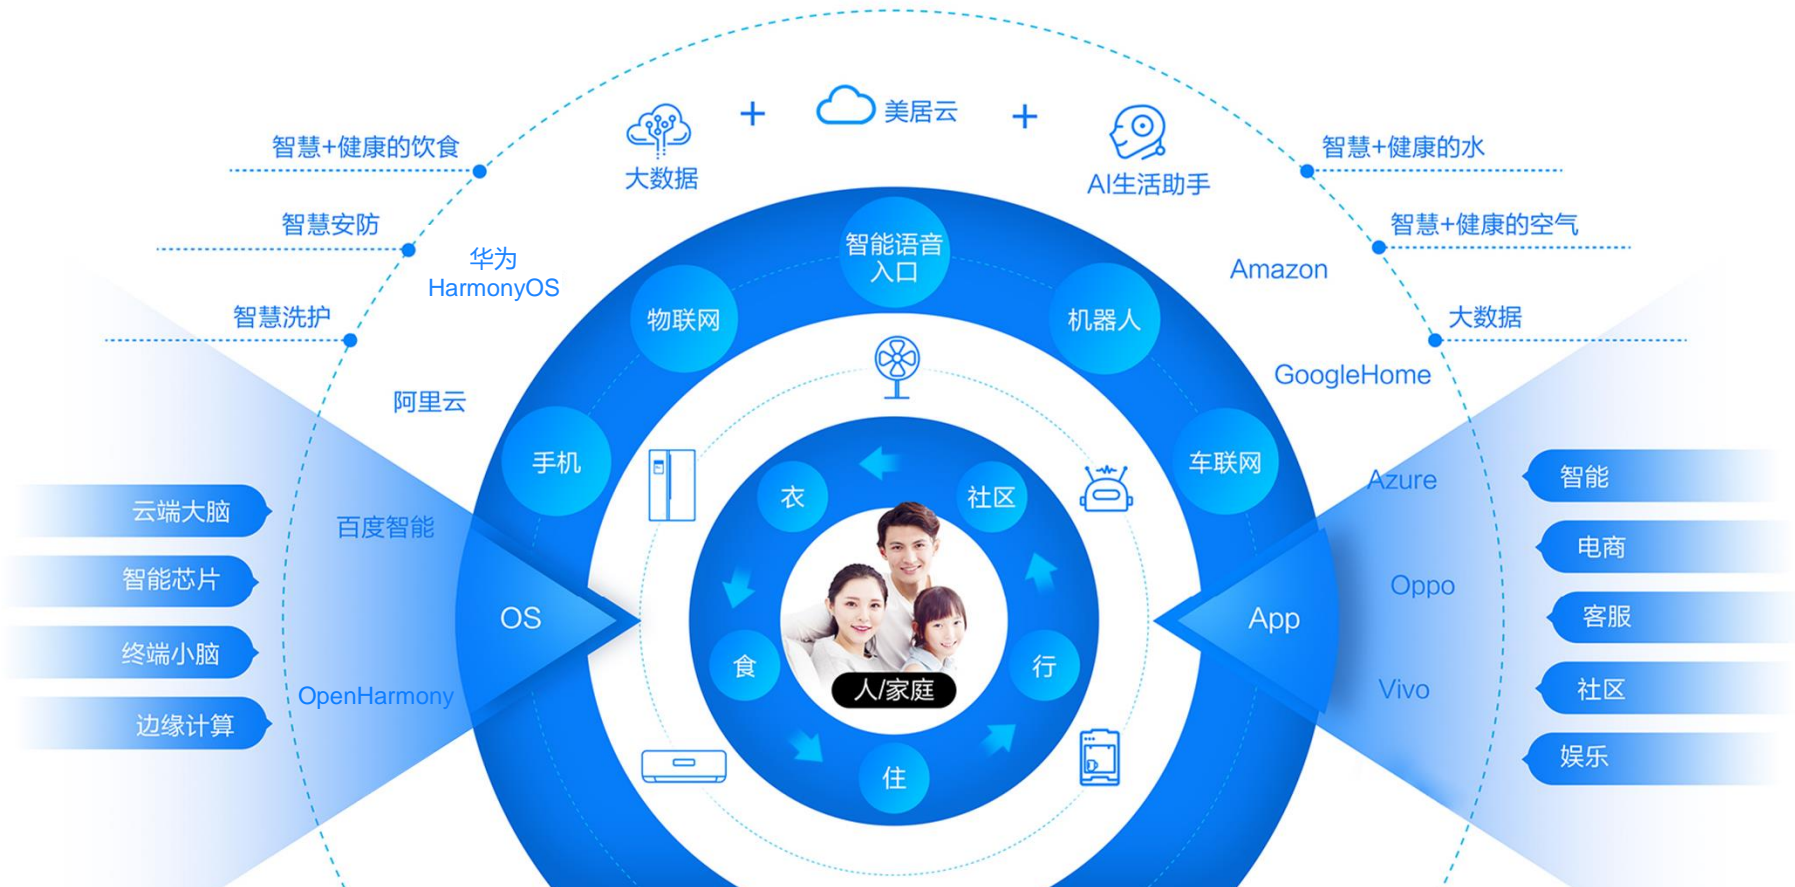 美居云
大数据
AI生活助手
智慧+健康的饮食
智慧安防
智慧洗护
智慧+健康的水
智慧+健康的空气
大数据
华为
HarmonyOS
阿里云
百度智能
OpenHarmony
Amazon
GoogleHome
Azure
Oppo
Vivo
智能语音
入口
物联网
机器人
手机
车联网
OS
App
衣
社区
食
行
住
人/家庭
云端大脑
智能芯片
终端小脑
边缘计算
智能
电商
客服
社区
娱乐